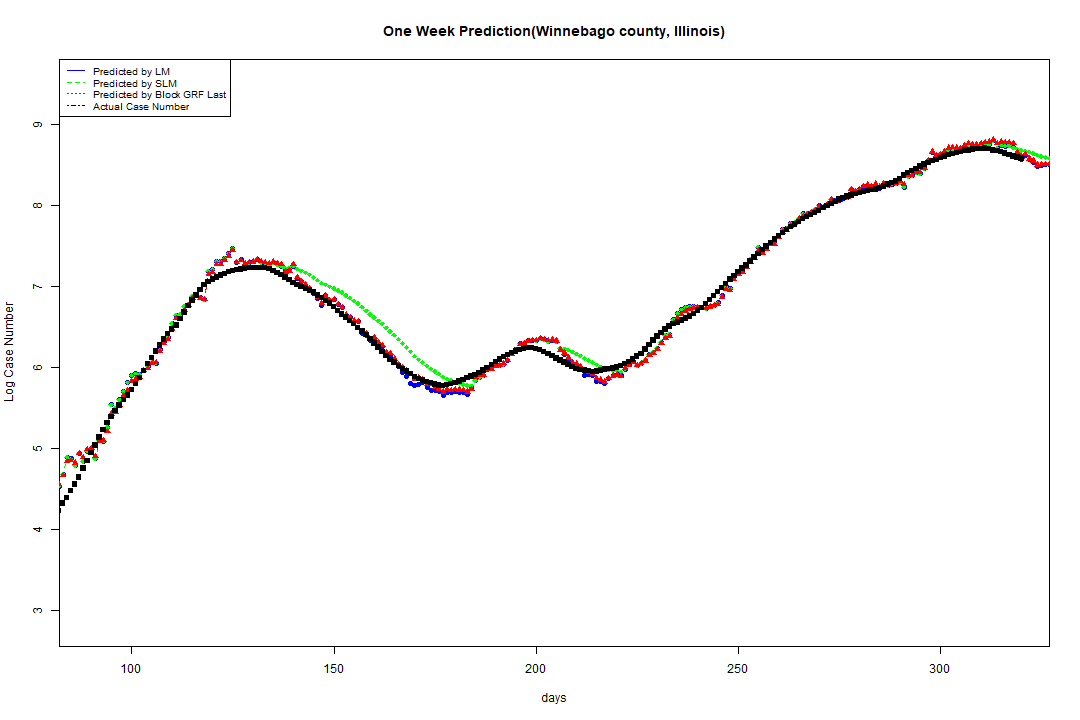 One Week Prediction(Winnebago county, Illinois)
Predicted by LM
Predicted by SLM
Predicted by Block GRF Last
Actual Case Number
Log Case Number
9
8
7
6
5
4
3
100 150 200 250 300
days